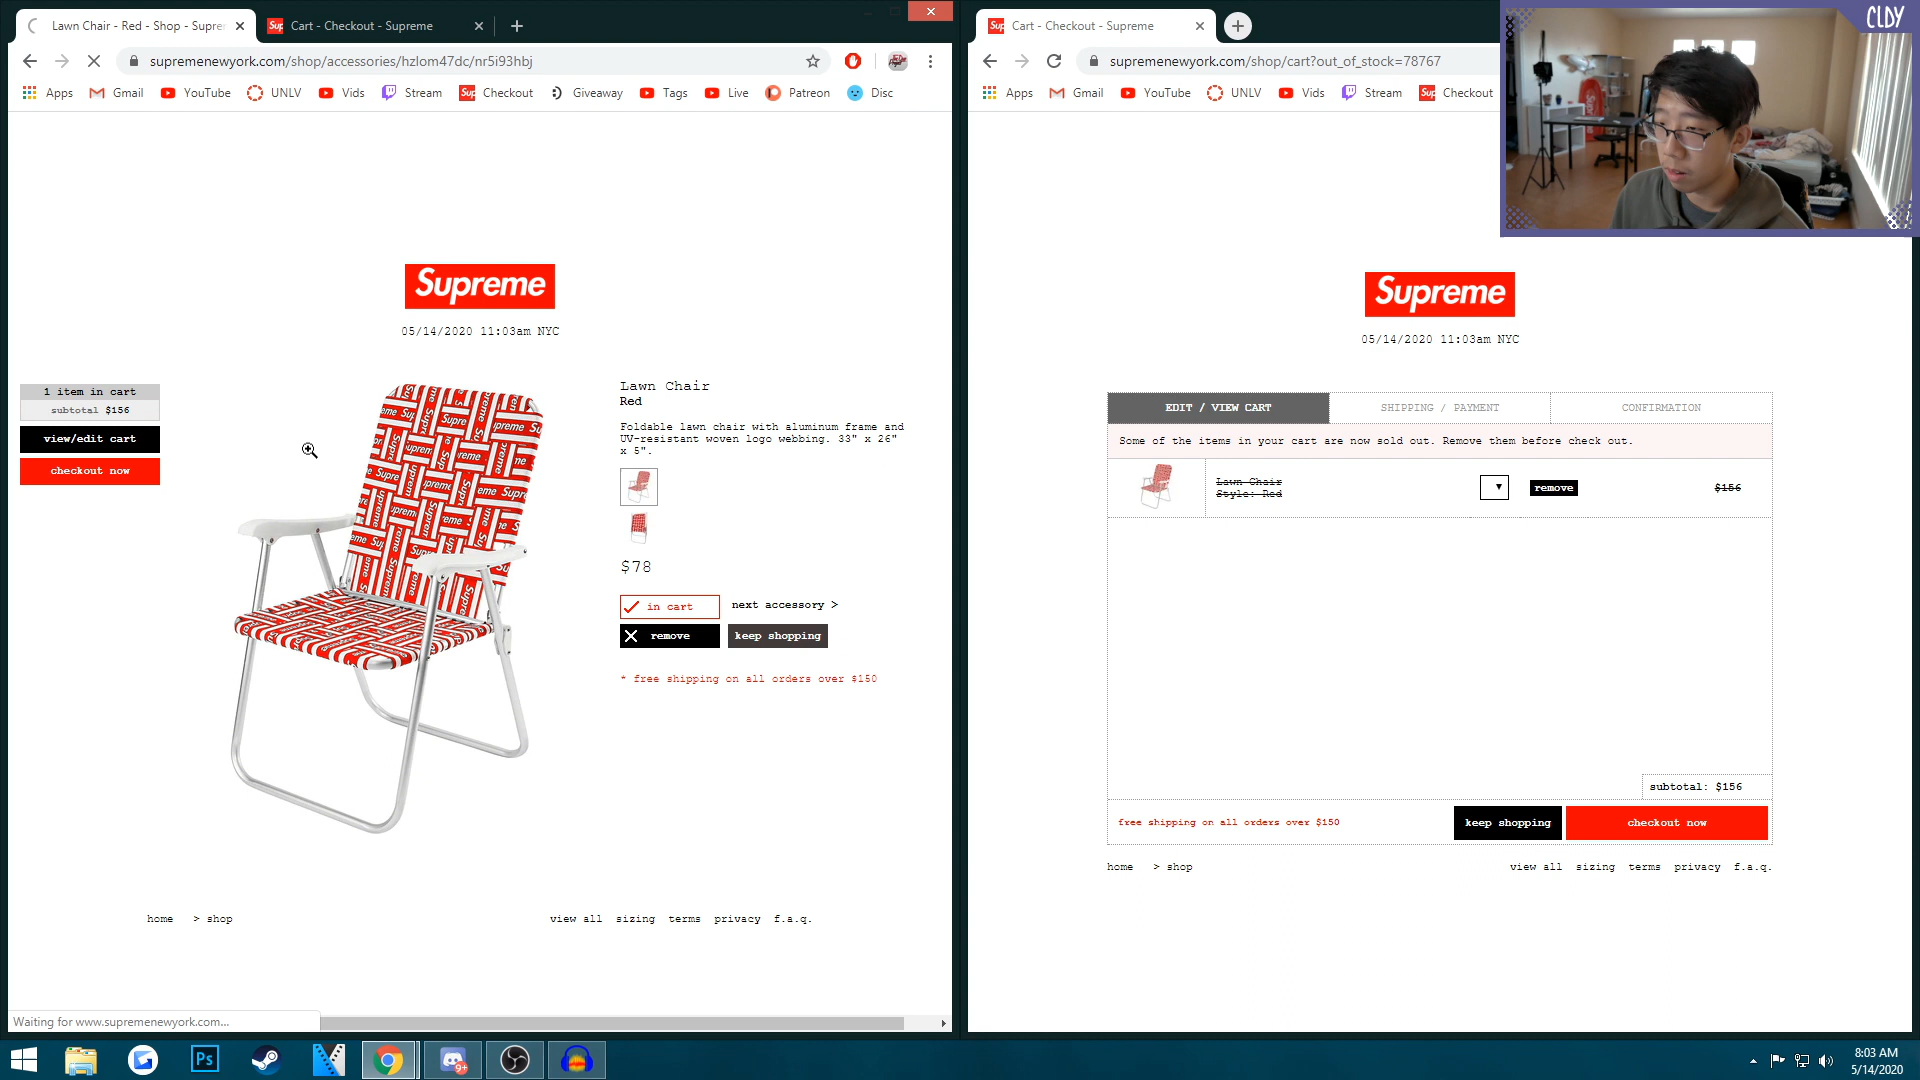 Lawn Chair - Red - Shop - Supre
Cart - Checkout - Supreme
supremenewyork.com/shop/accessories/hzlom47dc/nr5i93hbj
Apps
Gmail
YouTube
UNLV
Vids
Stream
Checkout
Giveaway
Tags
Live
Patreon
Disc
Supreme
05/14/2020 11:03am NYC
1 item in cart
subtotal $156
view/edit cart
checkout now
Lawn Chair
Red
Foldable lawn chair with aluminum frame and
UV-resistant woven logo webbing. 33" x 26"
x 5".
$78
in cart
next accessory >
remove
keep shopping
* free shipping on all orders over $150
home > shop
view all sizing terms privacy f.a.q.
Waiting for www.supremenewyork.com...
Cart - Checkout - Supreme
supremenewyork.com/shop/cart?out_of_stock=78767
Apps
Gmail
YouTube
UNLV
Vids
Stream
Checkout
CLDY
Supreme
05/14/2020 11:03am NYC
EDIT / VIEW CART
SHIPPING / PAYMENT
CONFIRMATION
Some of the items in your cart are now sold out. Remove them before check out.
Lawn Chair
Style: Red
remove
$156
subtotal: $156
free shipping on all orders over $150
keep shopping
checkout now
home > shop
view all sizing terms privacy f.a.q.
Ps
9+
8:03 AM
5/14/2020